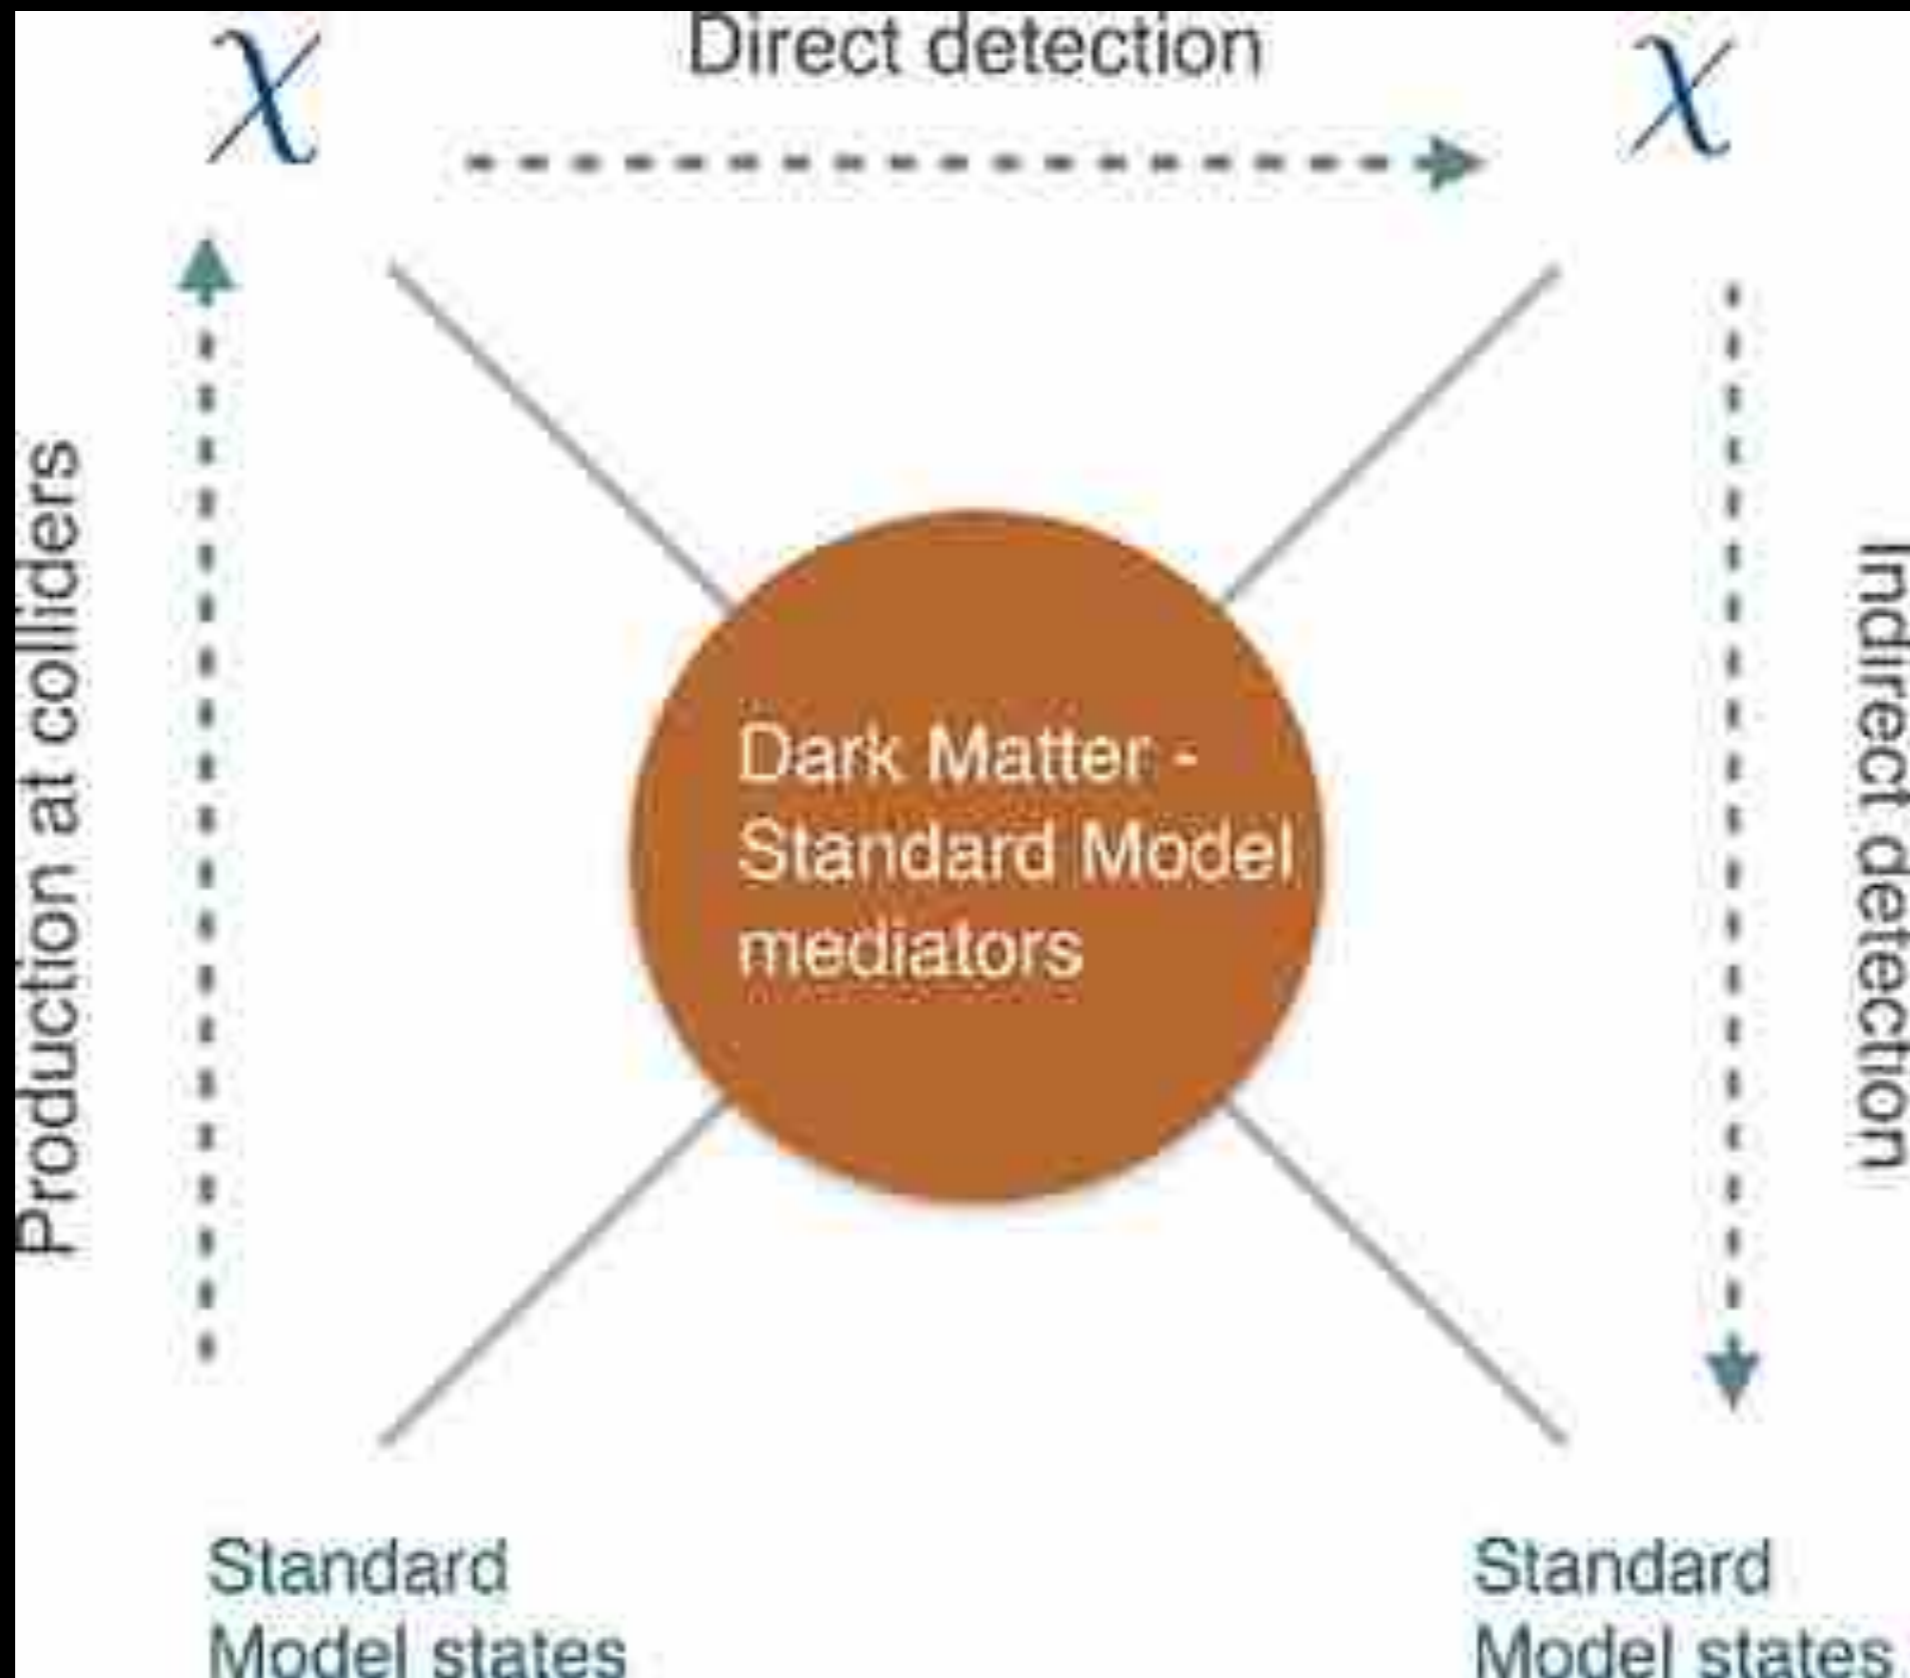 Direct detection
χ
χ
Production at colliders
Dark Matter -
Standard Model
mediators
Indirect detection
Standard
Model states
Standard
Model states